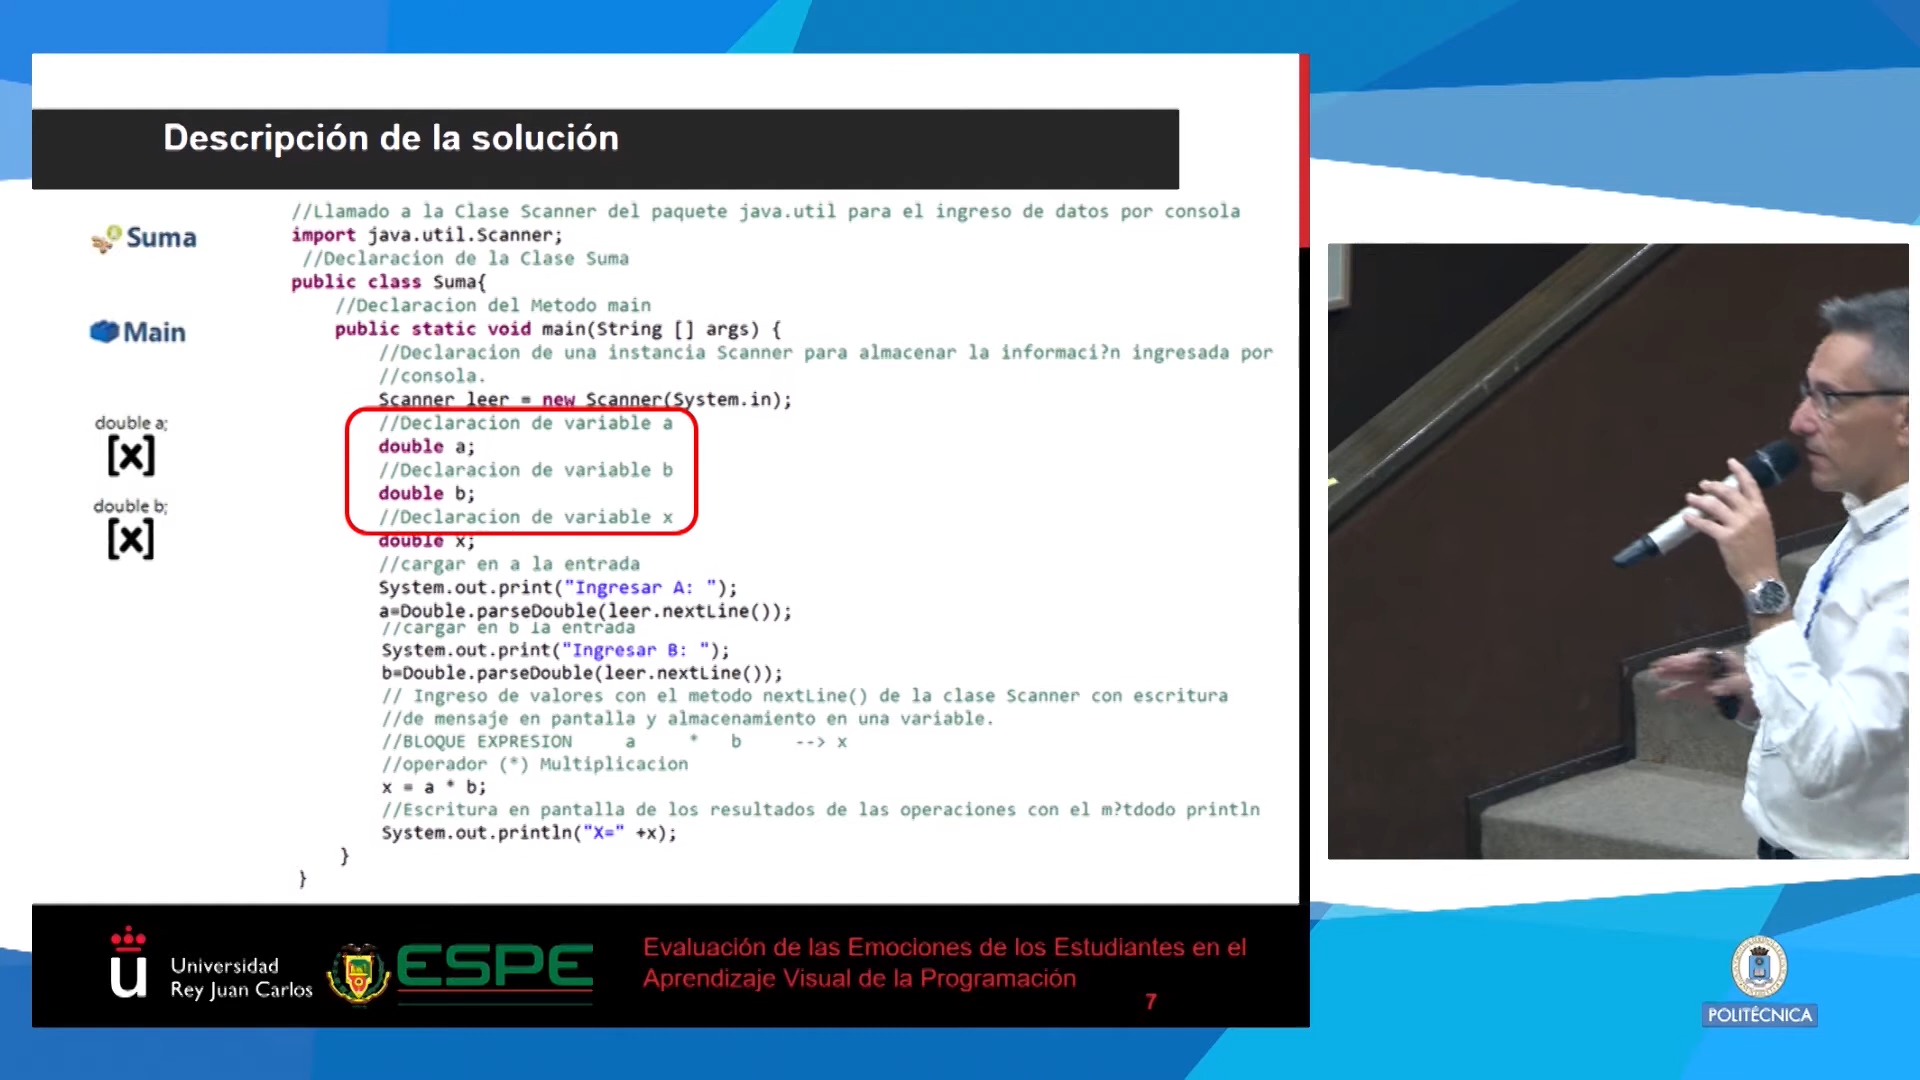 Descripción de la solución
Suma
Main
double a;
[x]
double b;
[x]
//Llamado a la Clase Scanner del paquete java.util para el ingreso de datos por consola
import java.util.Scanner;
//Declaracion de la Clase Suma
public class Suma{
//Declaracion del Metodo main
public static void main(String [] args) {
//Declaracion de una instancia Scanner para almacenar la informaci?n ingresada por
//consola.
Scanner leer = new Scanner(System.in);
//Declaracion de variable a
double a;
//Declaracion de variable b
double b;
//Declaracion de variable x
double x;
//cargar en a la entrada
System.out.print("Ingresar A: ");
a=Double.parseDouble(leer.nextLine());
//cargar en b la entrada
System.out.print("Ingresar B: ");
b=Double.parseDouble(leer.nextLine());
// Ingreso de valores con el metodo nextLine() de la clase Scanner con escritura
//de mensaje en pantalla y almacenamiento en una variable.
//BLOQUE EXPRESION a * b --> x
//operador (*) Multiplicacion
x = a * b;
//Escritura en pantalla de los resultados de las operaciones con el m?tdodo println
System.out.println("X=" +x);
}
}
u Universidad
Rey Juan Carlos
ESPE
Evaluación de las Emociones de los Estudiantes en el
Aprendizaje Visual de la Programación
7
POLITÉCNICA